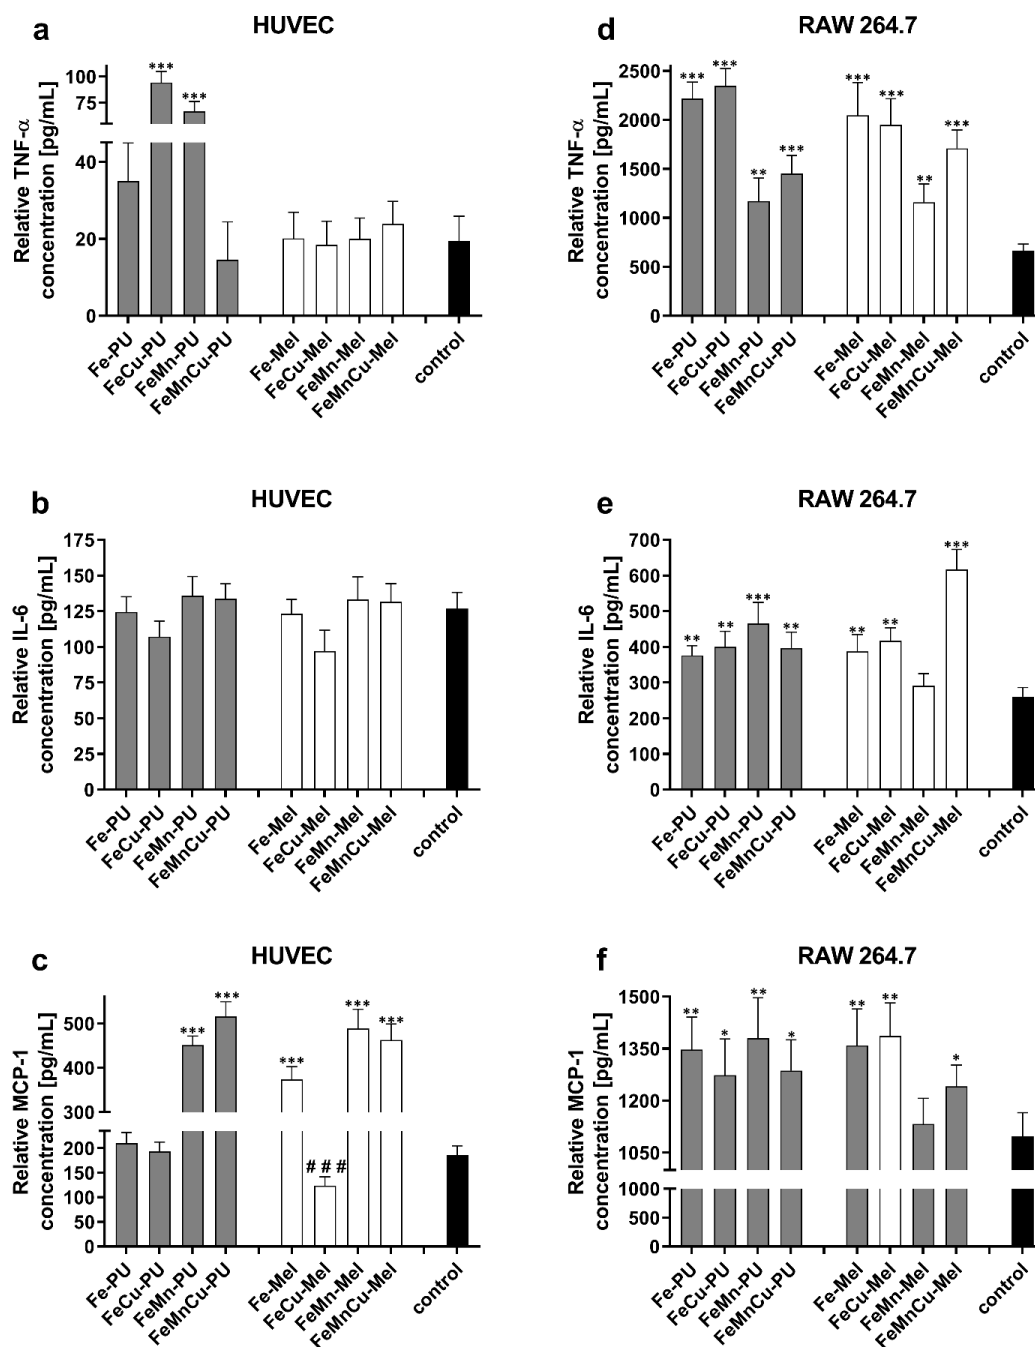 a
HUVEC
Relative TNF-α
concentration [pg/mL]
100
75
40
20
0
***
***
Fe-PU
FeCu-PU
FeMn-PU
FeMnCu-PU
Fe-Mel
FeCu-Mel
FeMn-Mel
FeMnCu-Mel
control
d
RAW 264.7
Relative TNF-α
concentration [pg/mL]
2500
2000
1500
1000
500
0
***
***
**
***
***
***
**
***
Fe-PU
FeCu-PU
FeMn-PU
FeMnCu-PU
Fe-Mel
FeCu-Mel
FeMn-Mel
FeMnCu-Mel
control
b
HUVEC
Relative IL-6
concentration [pg/mL]
175
150
125
100
75
50
25
0
Fe-PU
FeCu-PU
FeMn-PU
FeMnCu-PU
Fe-Mel
FeCu-Mel
FeMn-Mel
FeMnCu-Mel
control
e
RAW 264.7
Relative IL-6
concentration [pg/mL]
700
600
500
400
300
200
100
0
**
**
***
**
**
**
***
Fe-PU
FeCu-PU
FeMn-PU
FeMnCu-PU
Fe-Mel
FeCu-Mel
FeMn-Mel
FeMnCu-Mel
control
c
HUVEC
Relative MCP-1
concentration [pg/mL]
500
400
300
200
150
100
50
0
***
***
***
# # #
***
***
Fe-PU
FeCu-PU
FeMn-PU
FeMnCu-PU
Fe-Mel
FeCu-Mel
FeMn-Mel
FeMnCu-Mel
control
f
RAW 264.7
Relative MCP-1
concentration [pg/mL]
1500
1350
1200
1050
1000
500
0
**
*
**
*
**
**
*
Fe-PU
FeCu-PU
FeMn-PU
FeMnCu-PU
Fe-Mel
FeCu-Mel
FeMn-Mel
FeMnCu-Mel
control